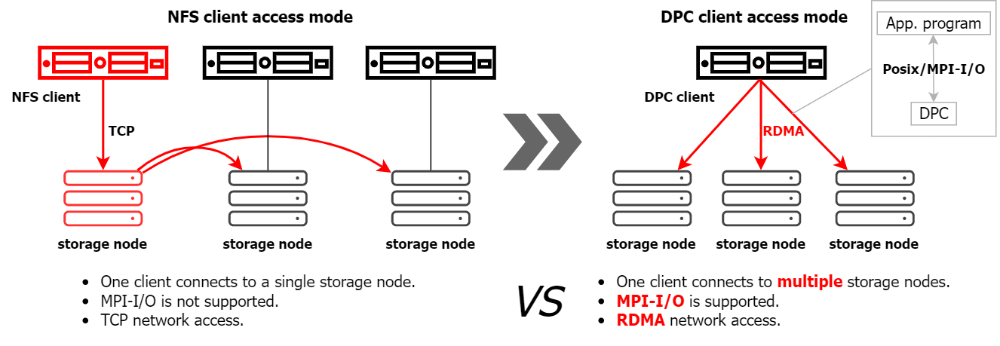 NFS client access mode
NFS client
TCP
storage node
storage node
storage node
• One client connects to a single storage node.
• MPI-I/O is not supported.
• TCP network access.
VS
DPC client access mode
App. program
Posix/MPI-I/O
DPC
DPC client
RDMA
storage node
storage node
storage node
• One client connects to multiple storage nodes.
• MPI-I/O is supported.
• RDMA network access.